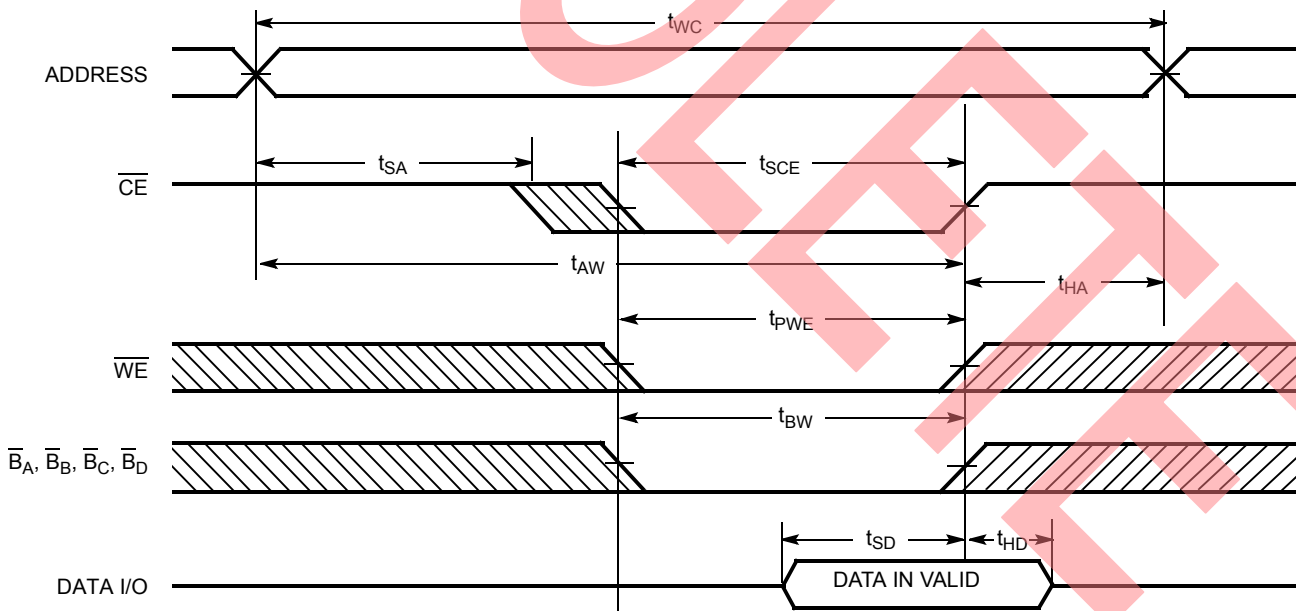 tWC
ADDRESS
tSA
tSCE
CE
tAW
tHA
tPWE
WE
tBW
BA, BB, BC, BD
tSD
tHD
DATA I/O
DATA IN VALID